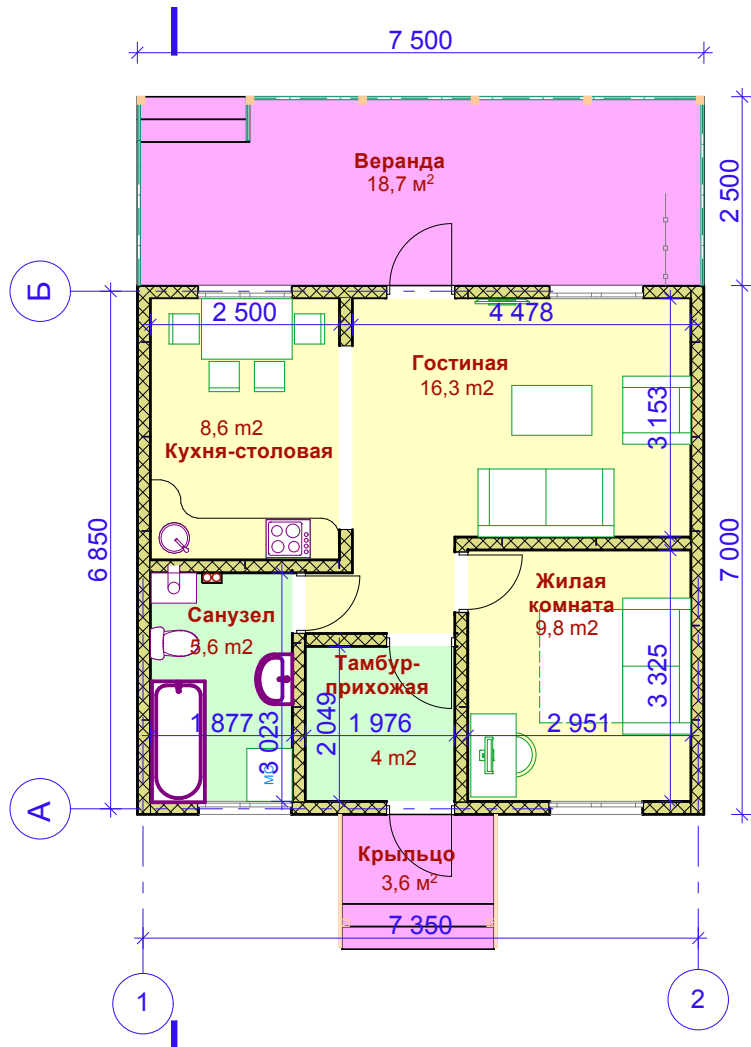 7 500
Веранда
18,7 м²
2 500
Б
2 500
4 478
Гостиная
16,3 m2
3 153
8,6 m2
Кухня-столовая
6 850
7 000
Жилая
комната
9,8 m2
Санузел
5,6 m2
Тамбур-
прихожая
3 325
1 877
3 023
2 049
1 976
2 951
4 m2
А
Крыльцо
3,6 м²
7 350
1
2